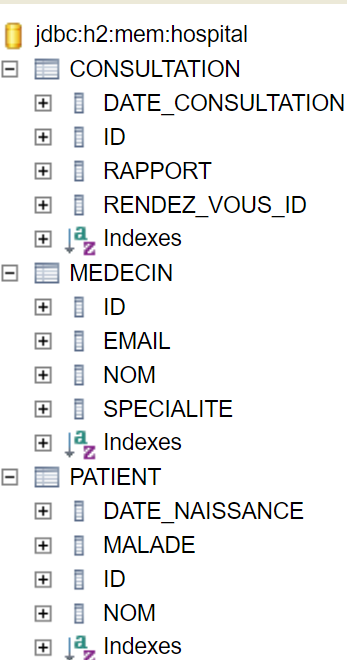 jdbc:h2:mem:hospital
CONSULTATION
DATE_CONSULTATION
ID
RAPPORT
RENDEZ_VOUS_ID
Indexes
MEDECIN
ID
EMAIL
NOM
SPECIALITE
Indexes
PATIENT
DATE_NAISSANCE
MALADE
ID
NOM
Indexes